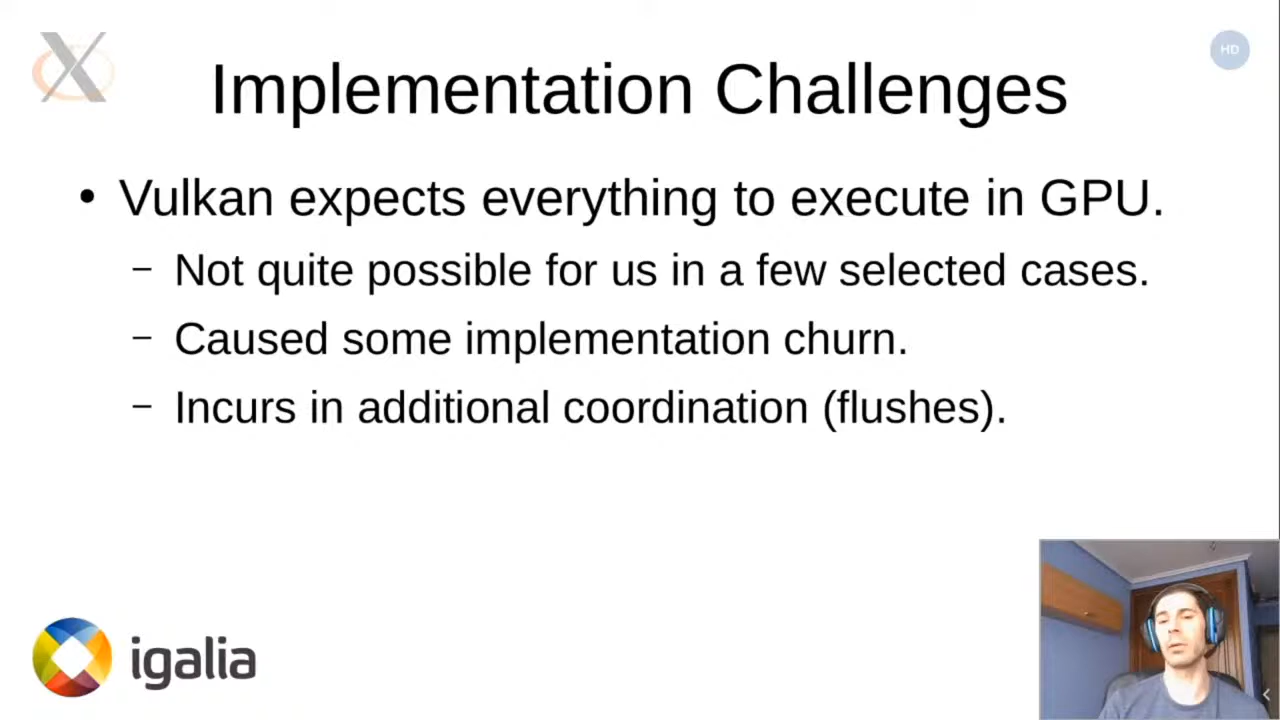 HD
Implementation Challenges
• Vulkan expects everything to execute in GPU.
– Not quite possible for us in a few selected cases.
– Caused some implementation churn.
– Incurs in additional coordination (flushes).
igalia